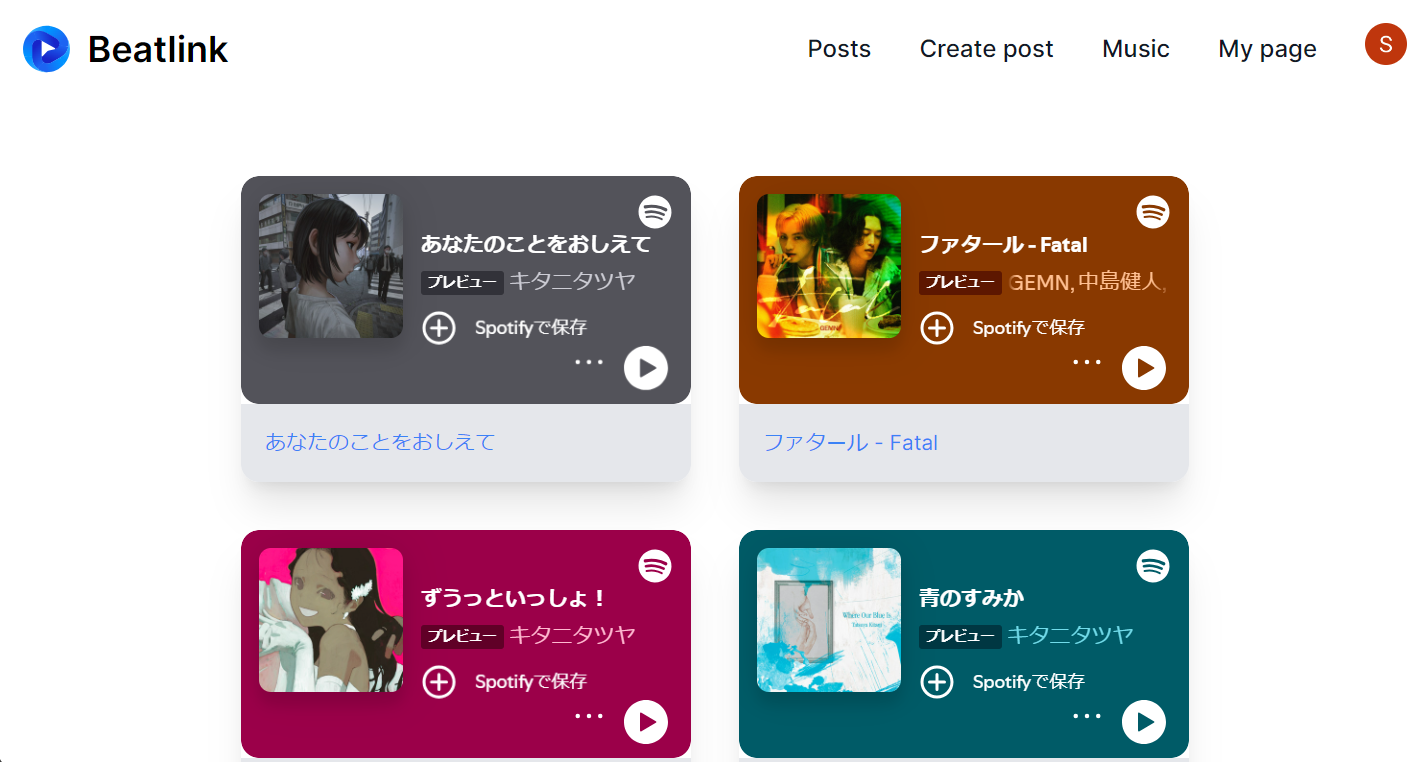 Beatlink
Posts
Create post
Music
My page
S
あなたのことをおしえて
プレビュー キタニタツヤ
Spotifyで保存
あなたのことをおしえて
ファタール - Fatal
プレビュー GEMN, 中島健人,
Spotifyで保存
GEMN
ファタール - Fatal
ずうっといっしょ！
プレビュー キタニタツヤ
Spotifyで保存
青のすみか
プレビュー キタニタツヤ
Spotifyで保存
Where Our Blue Is
Tatsuya Kitani